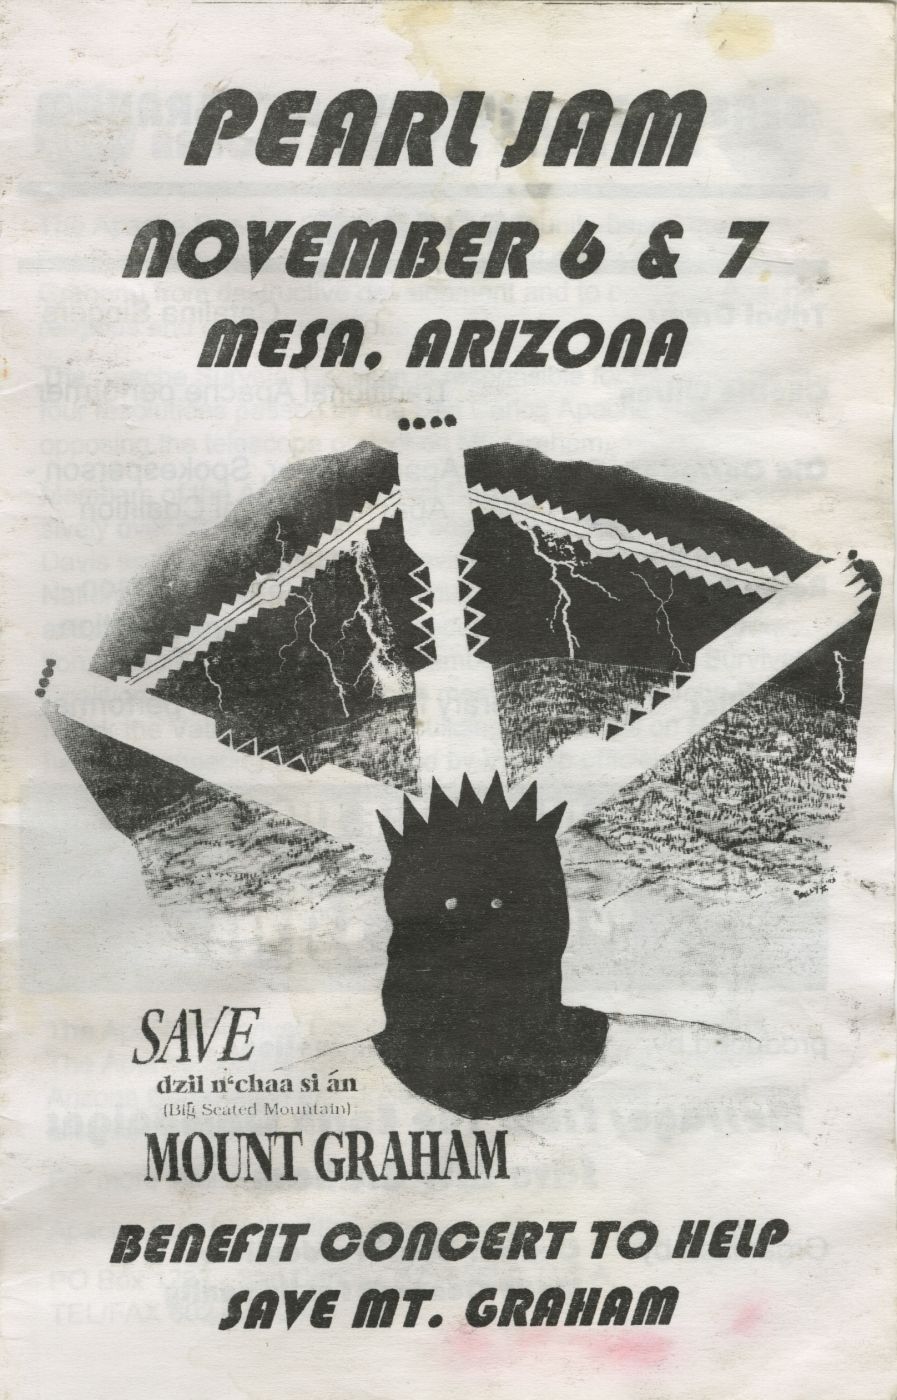 PEARL JAM
NOVEMBER 6 & 7
MESA, ARIZONA
SAVE
dzil n'chaa si án
(Big Seated Mountain)
MOUNT GRAHAM
BENEFIT CONCERT TO HELP
SAVE MT. GRAHAM